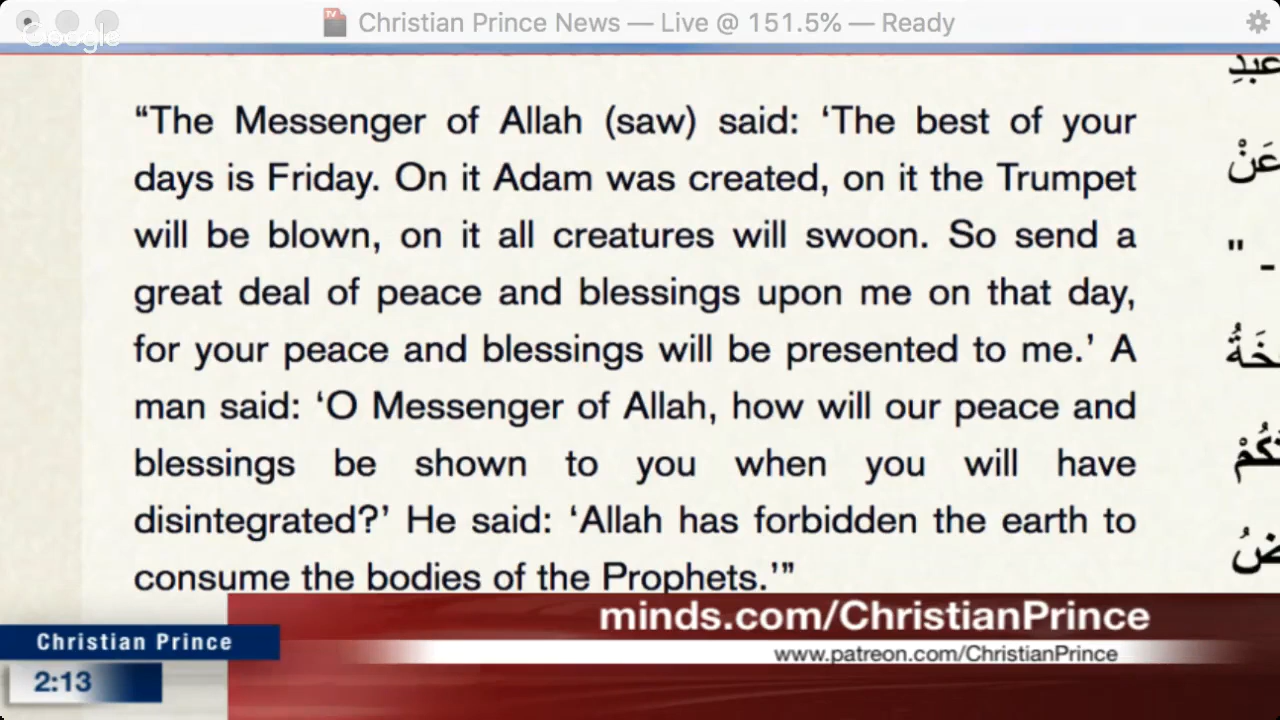 Christian Prince News — Live @ 151.5% — Ready
Google
“The Messenger of Allah (saw) said: ‘The best of your
days is Friday. On it Adam was created, on it the Trumpet
will be blown, on it all creatures will swoon. So send a
great deal of peace and blessings upon me on that day,
for your peace and blessings will be presented to me.’ A
man said: ‘O Messenger of Allah, how will our peace and
blessings be shown to you when you will have
disintegrated?’ He said: ‘Allah has forbidden the earth to
consume the bodies of the Prophets.’”
عَنْ
" -
minds.com/ChristianPrince
www.patreon.com/ChristianPrince
Christian Prince
2:13